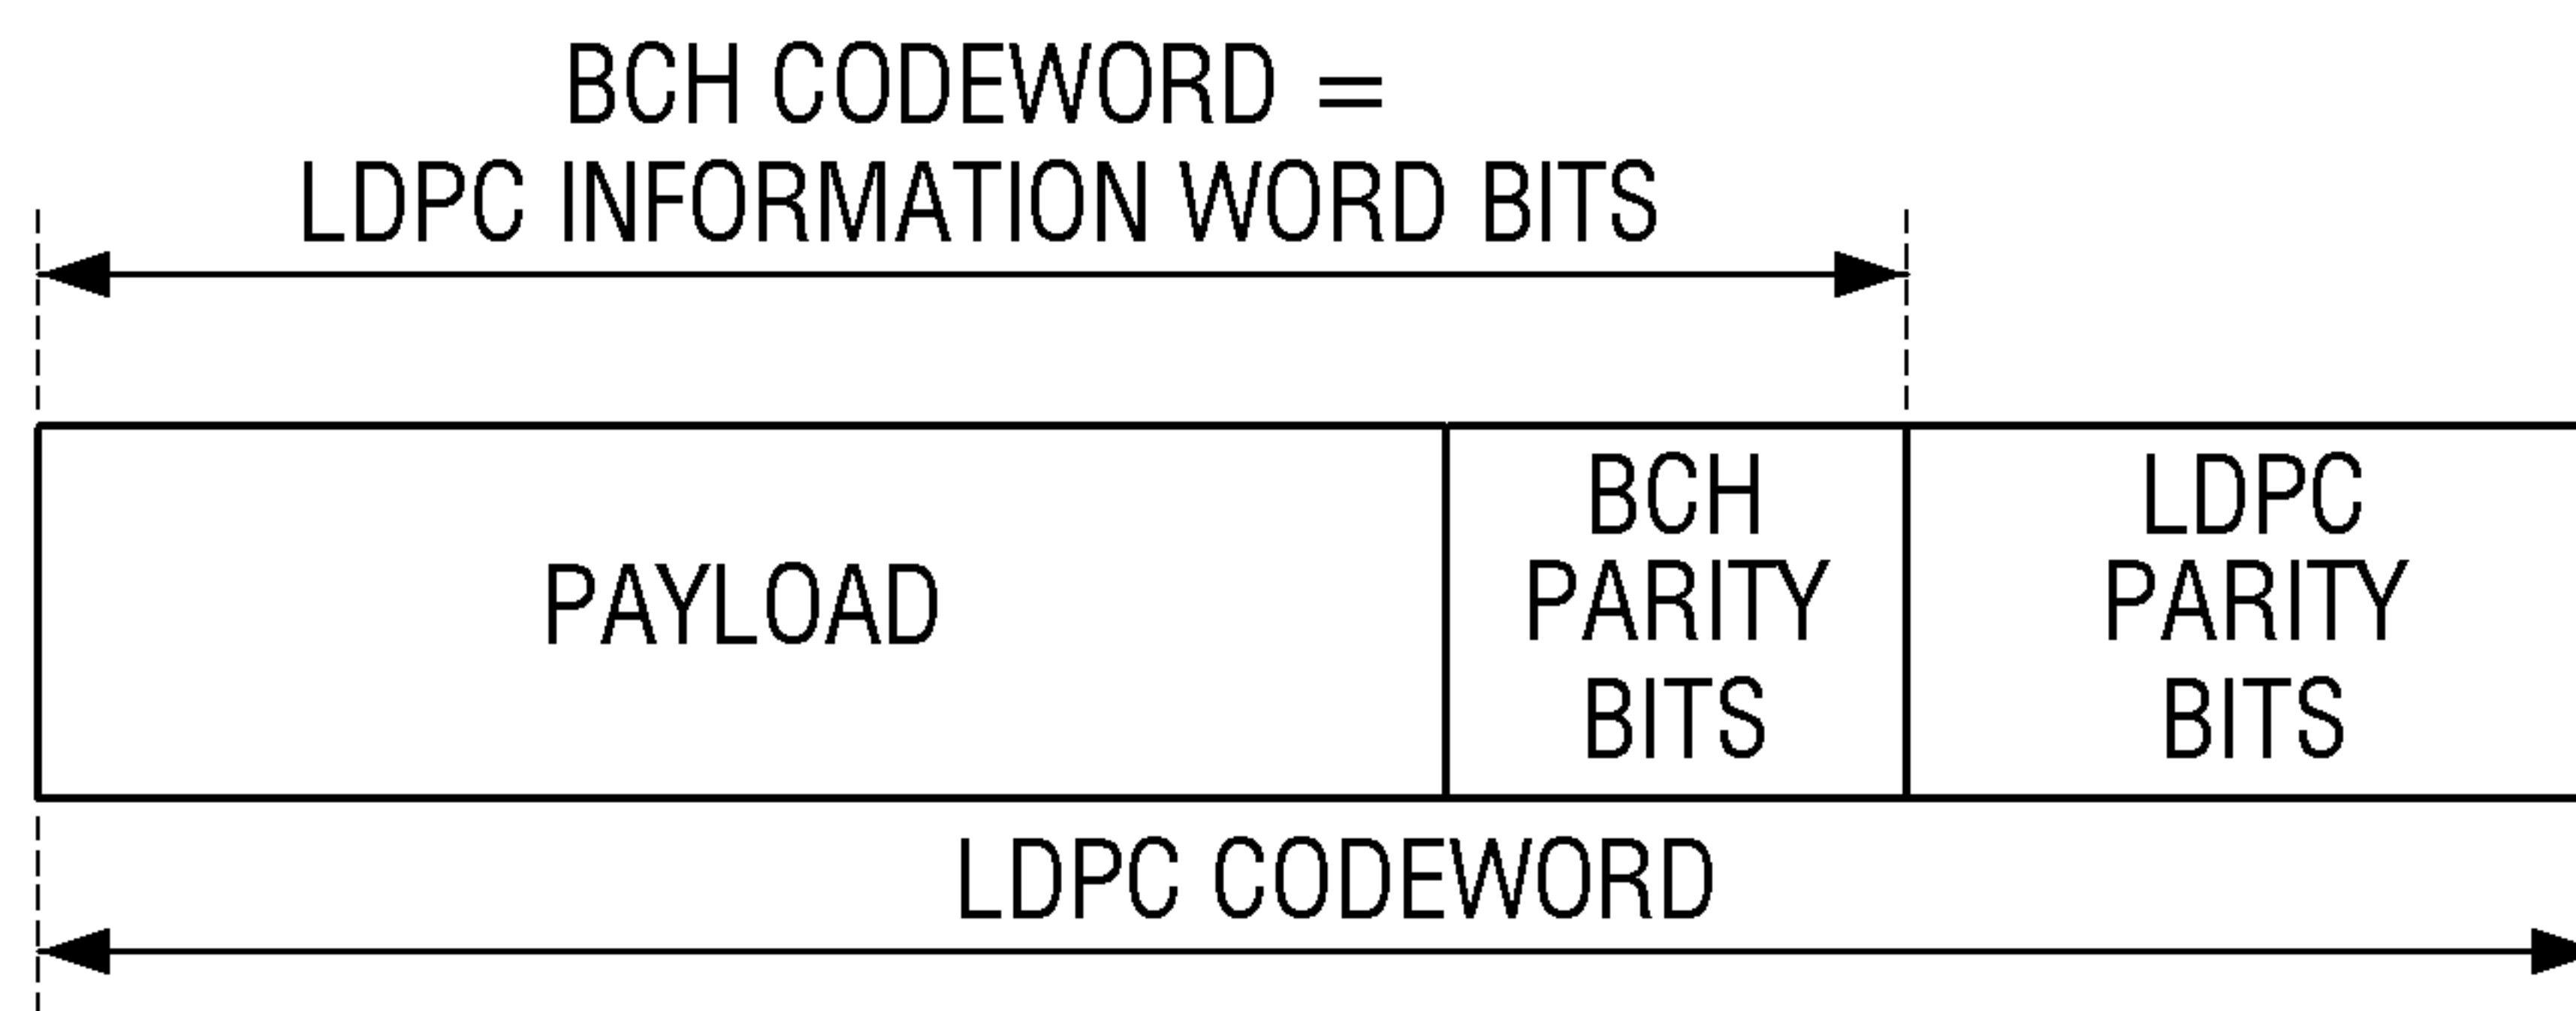 BCH CODEWORD =
LDPC INFORMATION WORD BITS
PAYLOAD
BCH
PARITY
BITS
LDPC
PARITY
BITS
LDPC CODEWORD